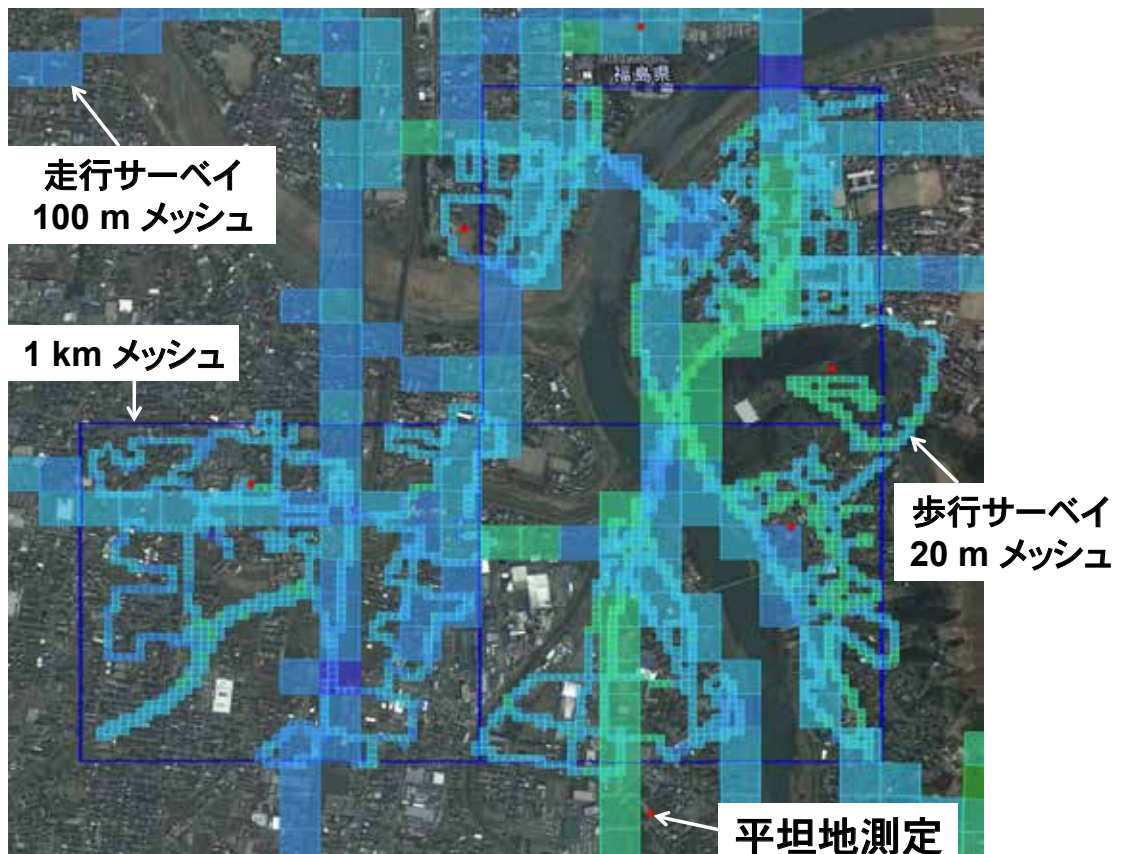 福島県
走行サーベイ
100 m メッシュ
1 km メッシュ
歩行サーベイ
20 m メッシュ
平坦地測定